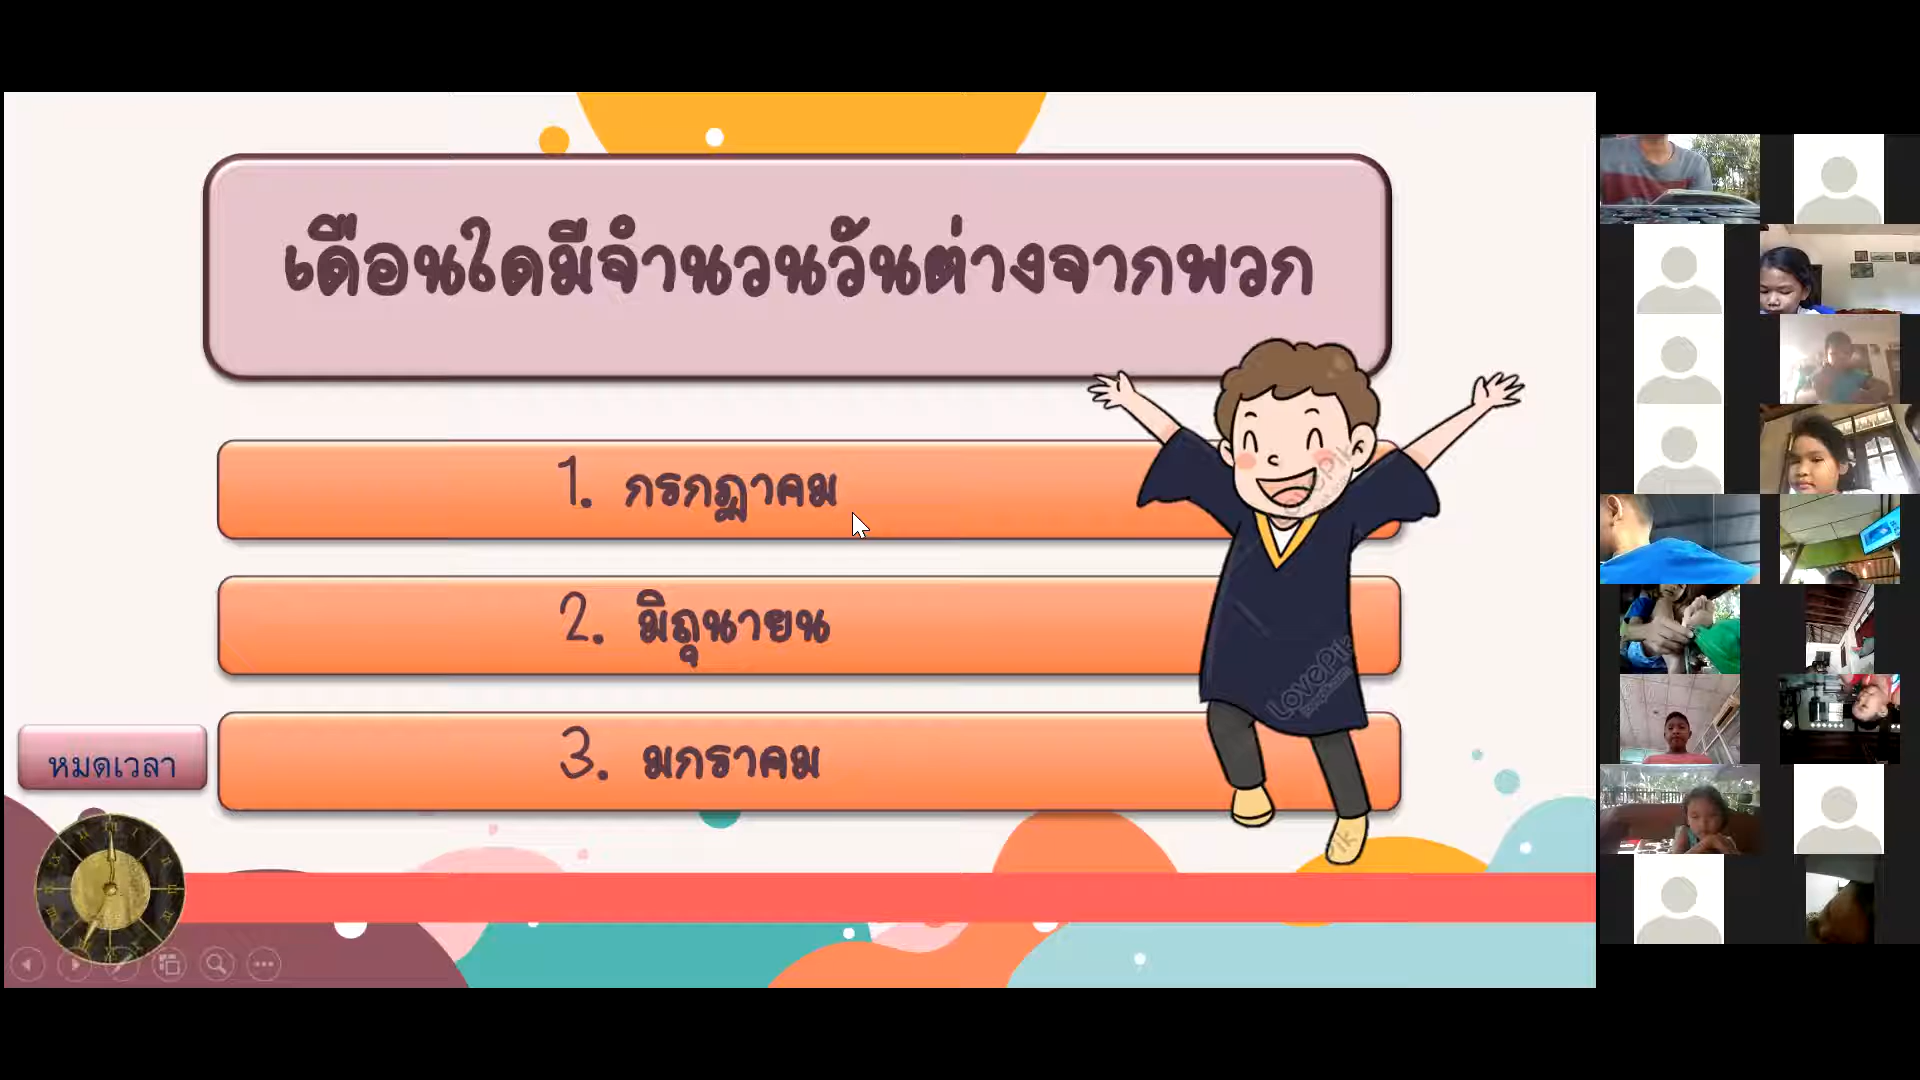 เดือนใดมีจำนวนวันต่างจากพวก
1. กรกฎาคม
2. มิถุนายน
3. มกราคม
หมดเวลา
LovePik